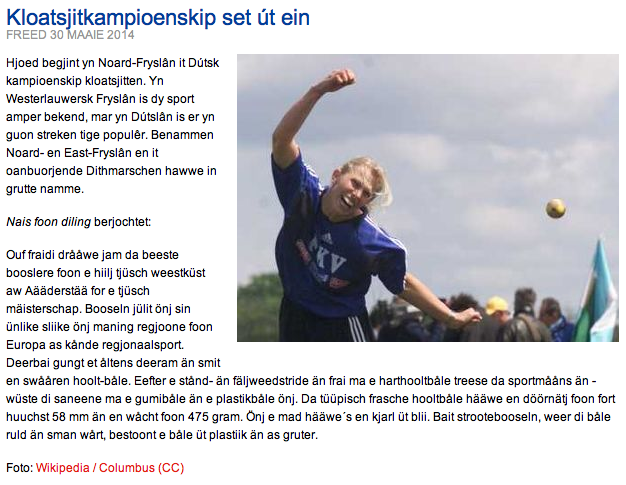 Kloatsjitkampioenskip set út ein
FREED 30 MAAIE 2014
Hjoed begjint yn Noard-Fryslân it Dútsk
kampioenskip kloatsjitten. Yn
Westerlauwersk Fryslân is dy sport
amper bekend, mar yn Dútslân is er yn
guon streken tige populêr. Benammen
Noard- en East-Fryslân en it
oanbuorjende Dithmarschen hawwe in
grutte namme.
Nais foon diling berjochtet:
Ouf fraidi drååwe jam da beeste
booslere foon e hiilj tjüsch weestküst
aw Aääderstää for e tjüsch
mäisterschap. Booseln jülit önj sin
ünlike sliike önj maning regjoone foon
Europa as kånde regjonaalsport.
Deerbai gungt et åltens deeram än smit
en swååren hoolt-båle. Eefter e stånd- än fäljweedstride än frai ma e harthooltbåle treese da sportmååns än -
wüste di saneene ma e gumibåle än e plastikbåle önj. Da tüüpisch frasche hooltbåle hääwe en döörnätj foon fort
huuchst 58 mm än en wåcht foon 475 gram. Önj e mad hääwe´s en kjarl üt blii. Bait strootebooseln, weer di båle
ruld än sman wårt, bestoont e båle üt plastiik än as gruter.
Foto: Wikipedia / Columbus (CC)
FKV